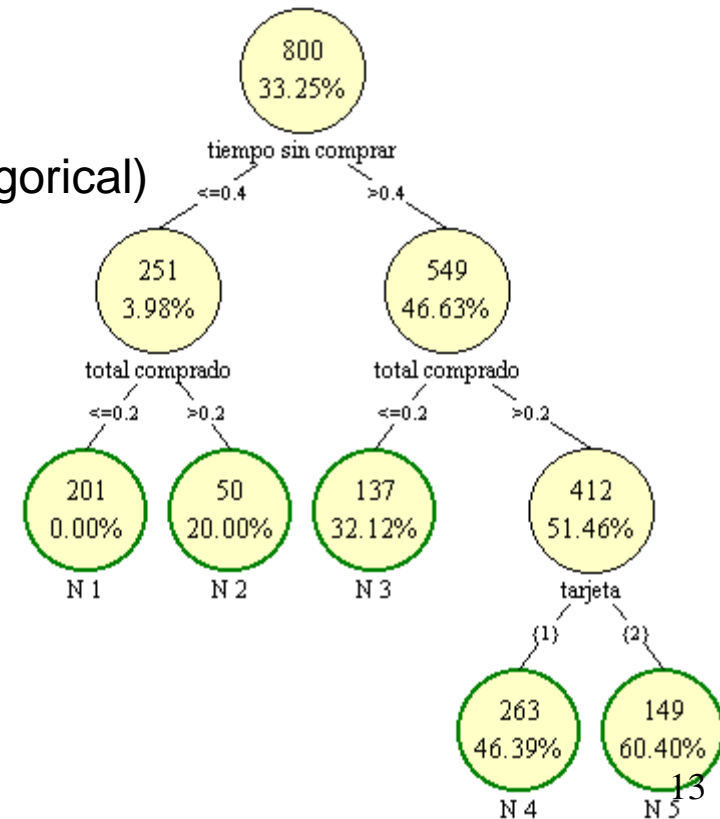 800
33.25%
tiempo sin comprar
gorical)
<=0.4 >0.4
251 549
3.98% 46.63%
total comprado total comprado
<=0.2 >0.2 <=0.2 >0.2
201 50 137 412
0.00% 20.00% 32.12% 51.46%
N 1 N 2 N 3 tarjeta
{1} {2}
263 149
46.39% 60.40%
13
N 4 N 5